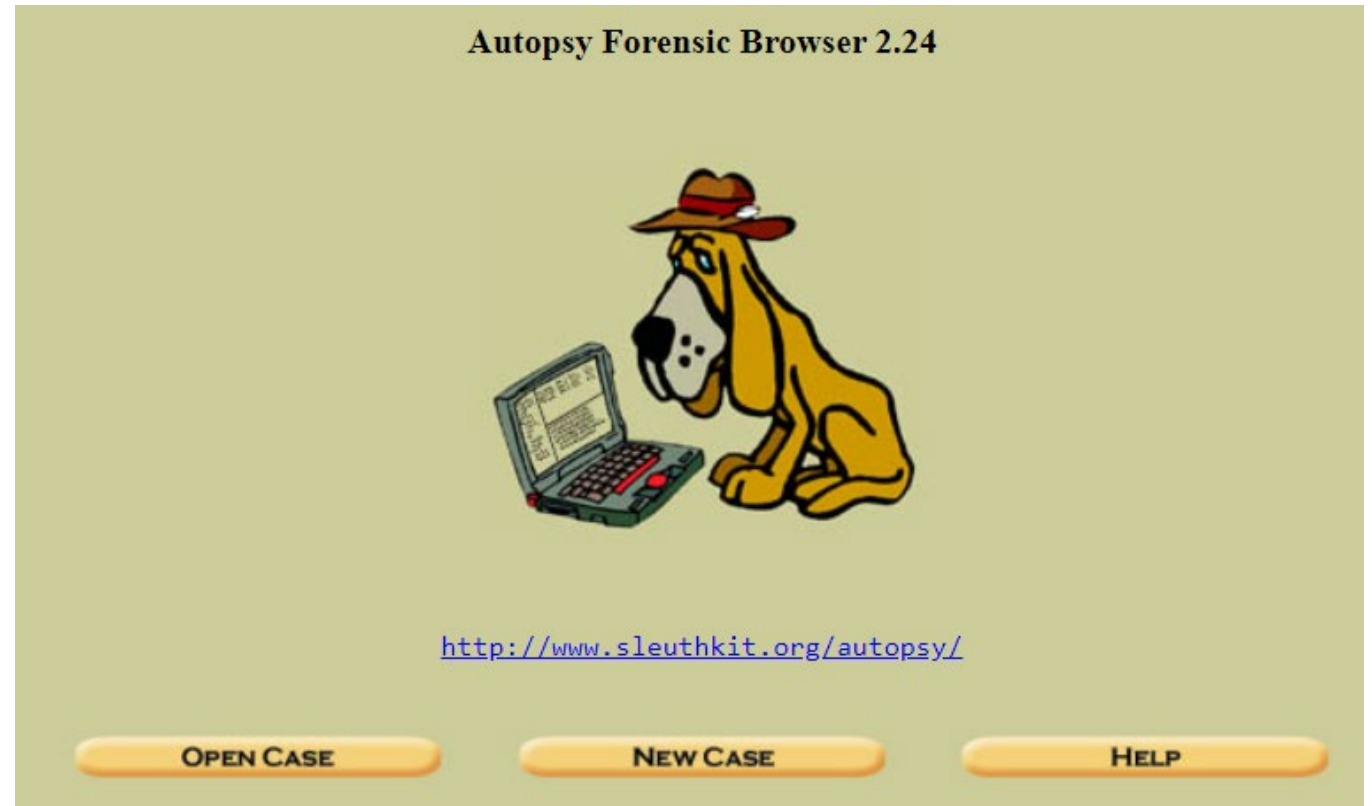 Autopsy Forensic Browser 2.24
http://www.sleuthkit.org/autopsy/
OPEN CASE
NEW CASE
HELP